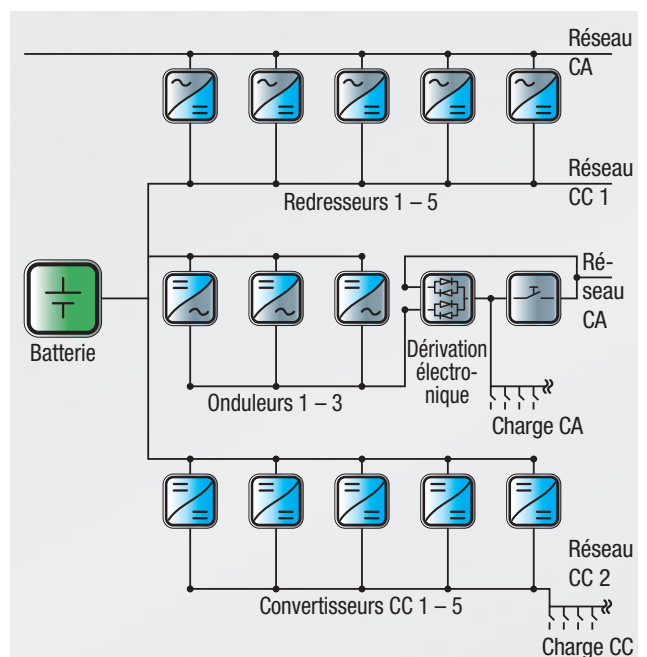 Réseau
CA
Réseau
CC 1
Redresseurs 1 – 5
Ré-
seau
CA
Batterie
Dérivation
électro-
nique
Onduleurs 1 – 3
Charge CA
Réseau
CC 2
Convertisseurs CC 1 – 5
Charge CC